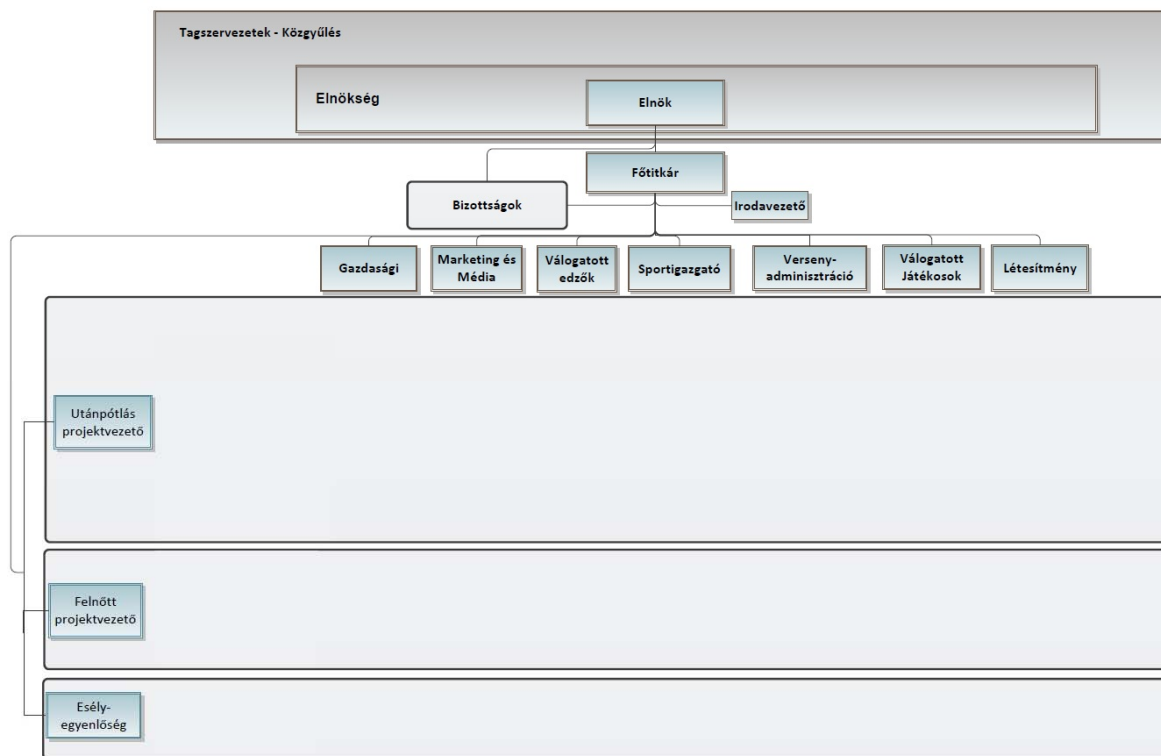 Tagszervezetek - Közgyűlés
Elnökség
Elnök
Főtitkár
Bizottságok
Irodavezető
Gazdasági
Marketing és
Média
Válogatott
edzők
Sportigazgató
Verseny-
adminisztráció
Válogatott
Játékosok
Létesítmény
Utánpótlás
projektvezető
Felnőtt
projektvezető
Esély-
egyenlőség